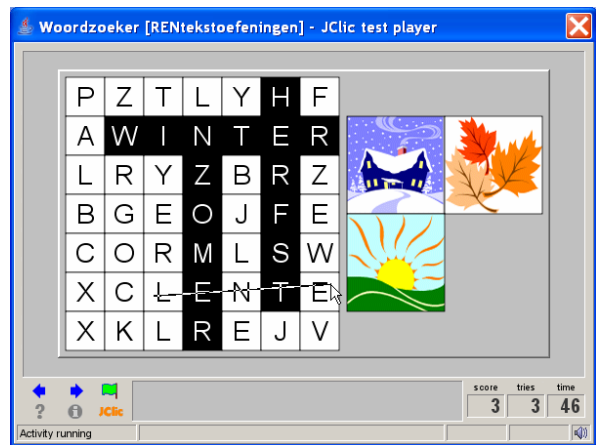 Woordzoeker [RENtekstoefeningen] - JClic test player
P Z T L Y H F
A W I N T E R
L R Y Z B R Z
B G E O J F E
C O R M L S W
X C L E N T E
X K L R E J V
? i JClic
score tries time
3 3 46
Activity running